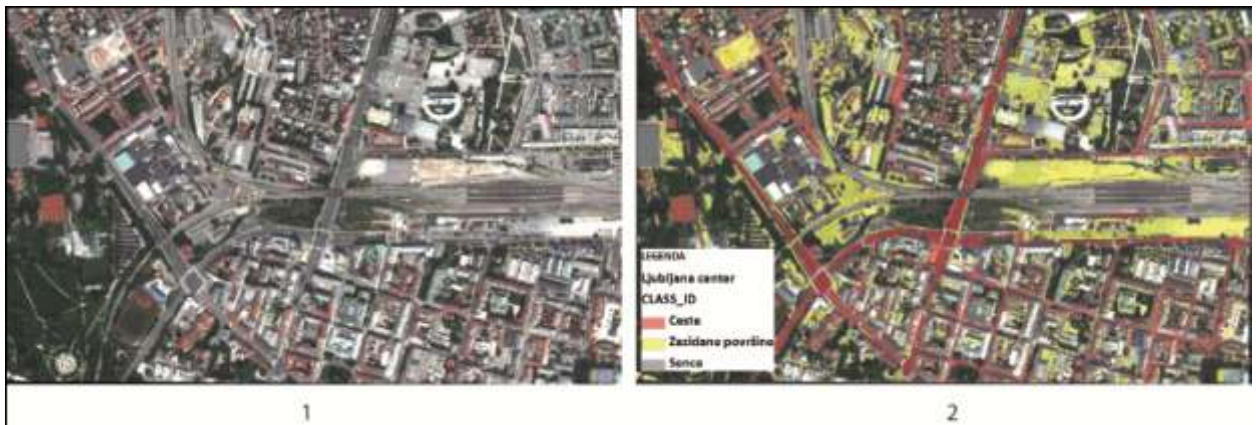 LEGENDA
Ljubljana center
CLASS_ID
Ceste
Zazidane površine
Senca
1
2